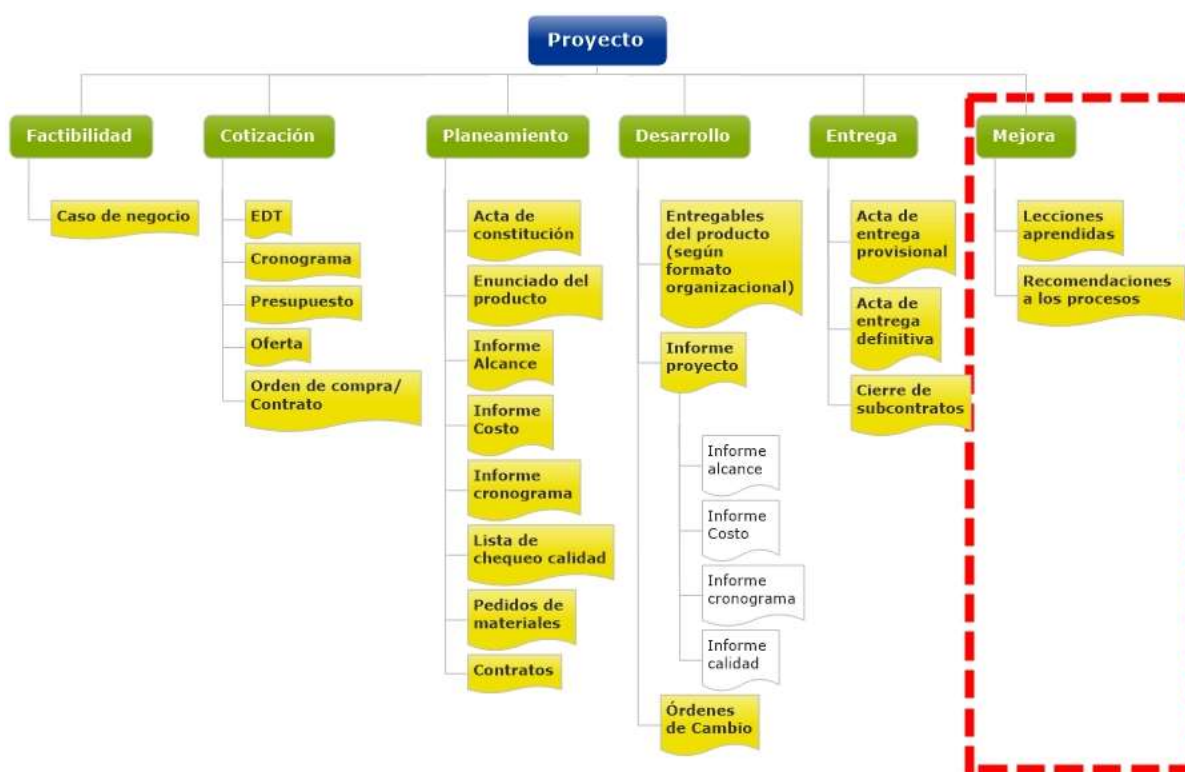 Proyecto
Factibilidad
Caso de negocio
Cotización
EDT
Cronograma
Presupuesto
Oferta
Orden de compra/
Contrato
Planeamiento
Acta de
constitución
Enunciado del
producto
Informe
Alcance
Informe
Costo
Informe
cronograma
Lista de
chequeo calidad
Pedidos de
materiales
Contratos
Desarrollo
Entregables
del producto
(según
formato
organizacional)
Informe
proyecto
Informe
alcance
Informe
Costo
Informe
cronograma
Informe
calidad
Órdenes
de Cambio
Entrega
Acta de
entrega
provisional
Acta de
entrega
definitiva
Cierre de
subcontratos
Mejora
Lecciones
aprendidas
Recomendaciones
a los procesos